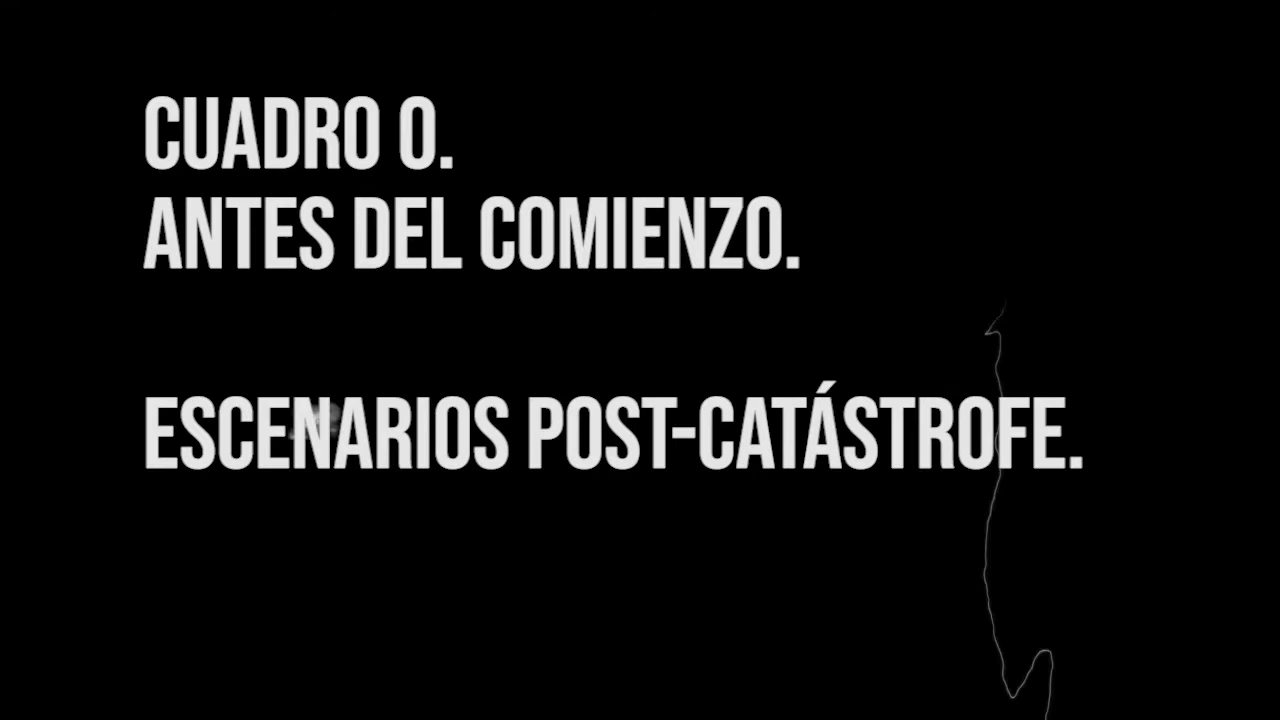 CUADRO 0.
ANTES DEL COMIENZO.
ESCENARIOS POST-CATÁSTROFE.